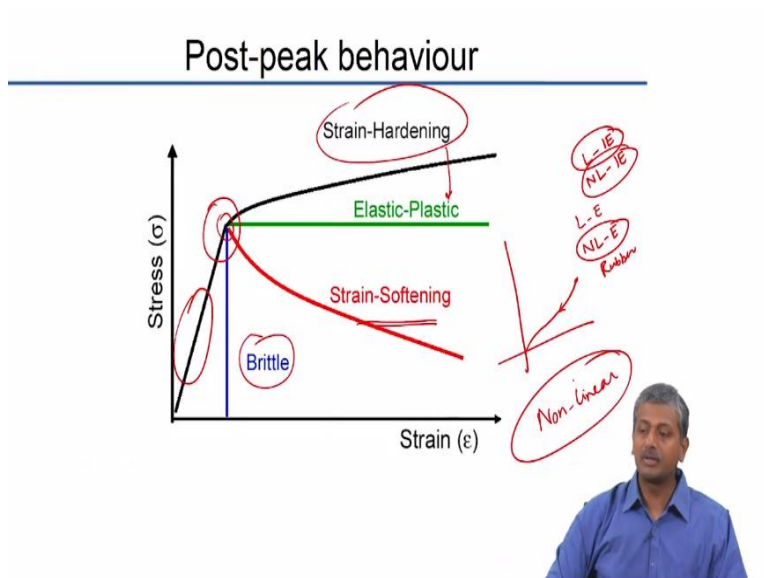 Post-peak behaviour
Strain-Hardening
L-IE
NL-IE
Elastic-Plastic
L-E
NL-E
Rubber
Stress (σ)
Strain-Softening
Brittle
Non-linear
Strain (ε)